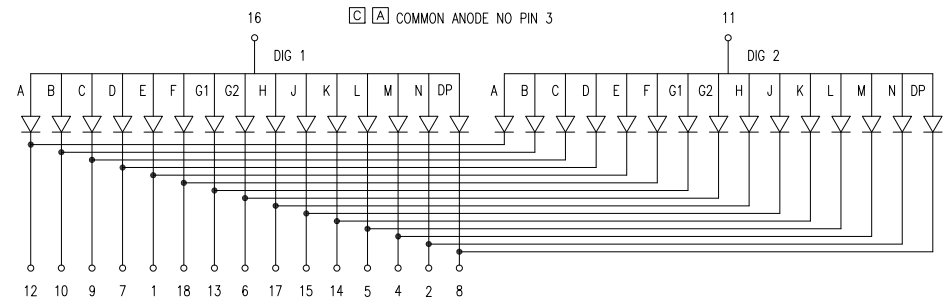 16 C A COMMON ANODE NO PIN 3 11
DIG 1 DIG 2
A B C D E F G1 G2 H J K L M N DP A B C D E F G1 G2 H J K L M N DP
12 10 9 7 1 18 13 6 17 15 14 5 4 2 8